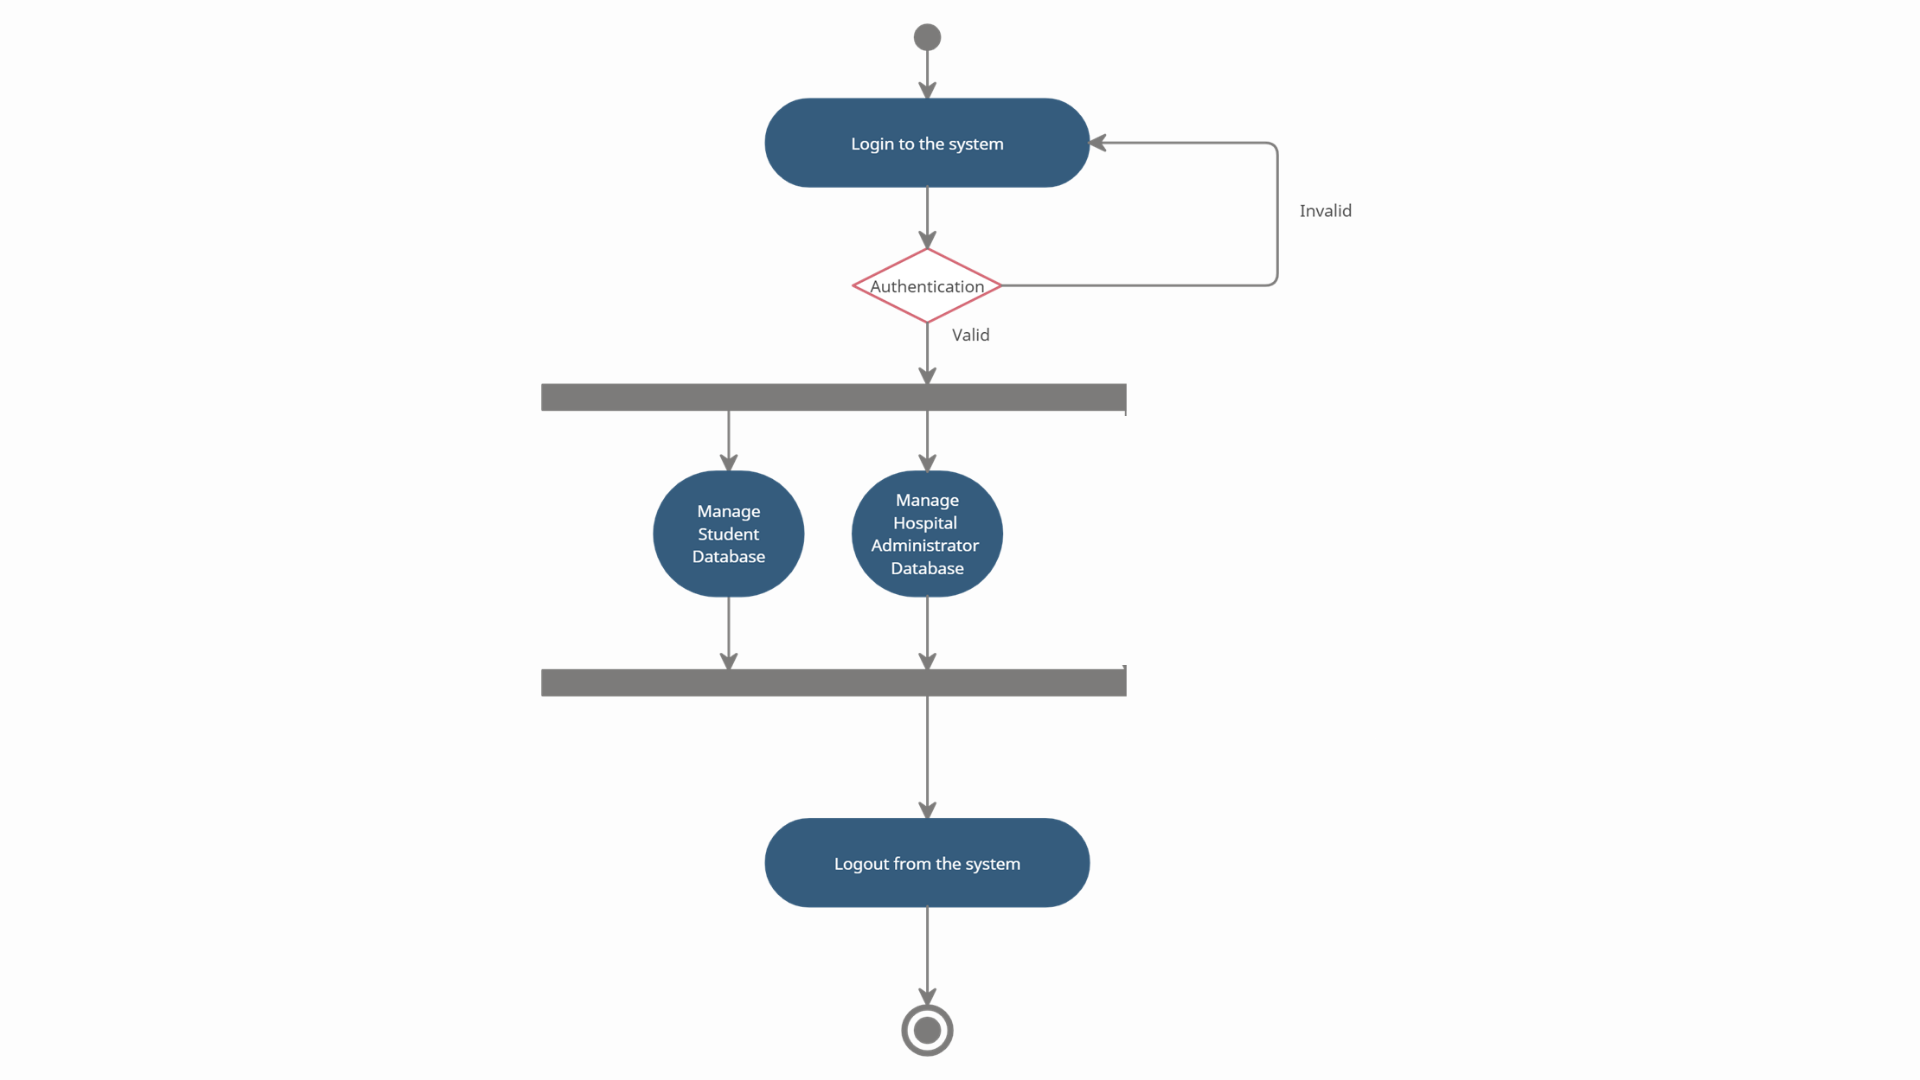 Login to the system
Invalid
Authentication
Valid
Manage
Student
Database
Manage
Hospital
Administrator
Database
Logout from the system